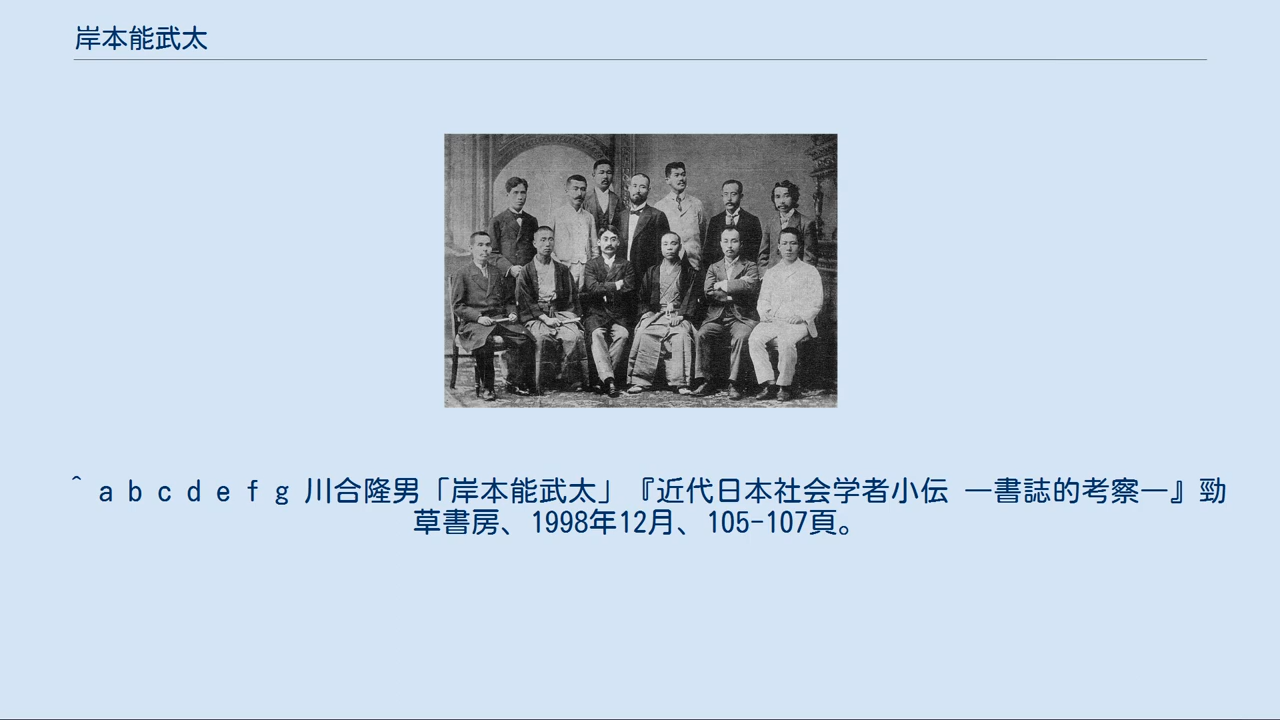 岸本能武太
^ a b c d e f g 川合隆男「岸本能武太」『近代日本社会学者小伝 ―書誌的考察―』勁
草書房、1998年12月、105-107頁。